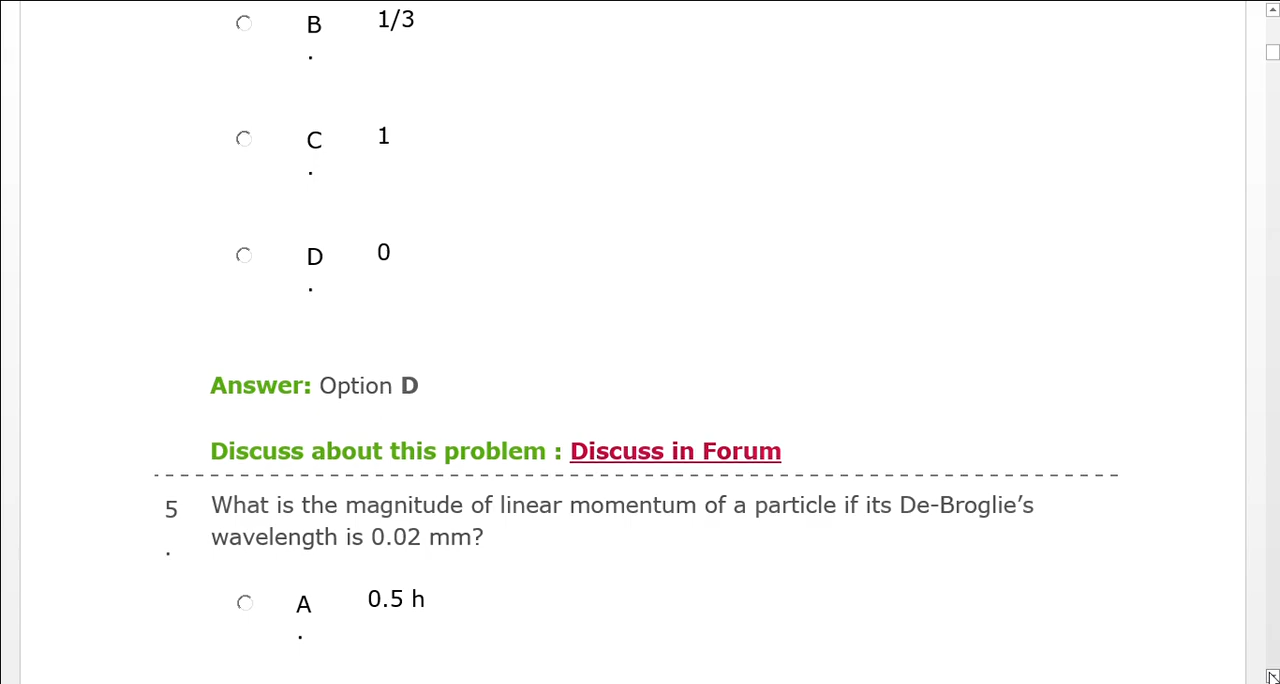 B 1/3
.
C 1
.
D 0
.
Answer: Option D
Discuss about this problem : Discuss in Forum
5 What is the magnitude of linear momentum of a particle if its De-Broglie’s
. wavelength is 0.02 mm?
A 0.5 h
.